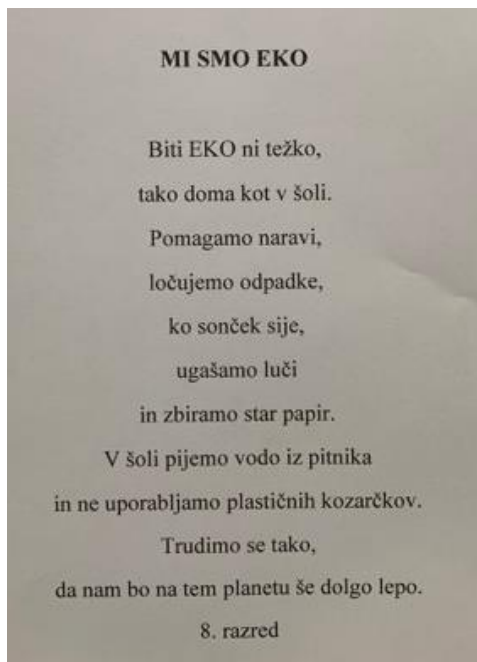 MI SMO EKO
Biti EKO ni težko,
tako doma kot v šoli.
Pomagamo naravi,
ločujemo odpadke,
ko sonček sije,
ugašamo luči
in zbiramo star papir.
V šoli pijemo vodo iz pitnika
in ne uporabljamo plastičnih kozarčkov.
Trudimo se tako,
da nam bo na tem planetu še dolgo lepo.
8. razred